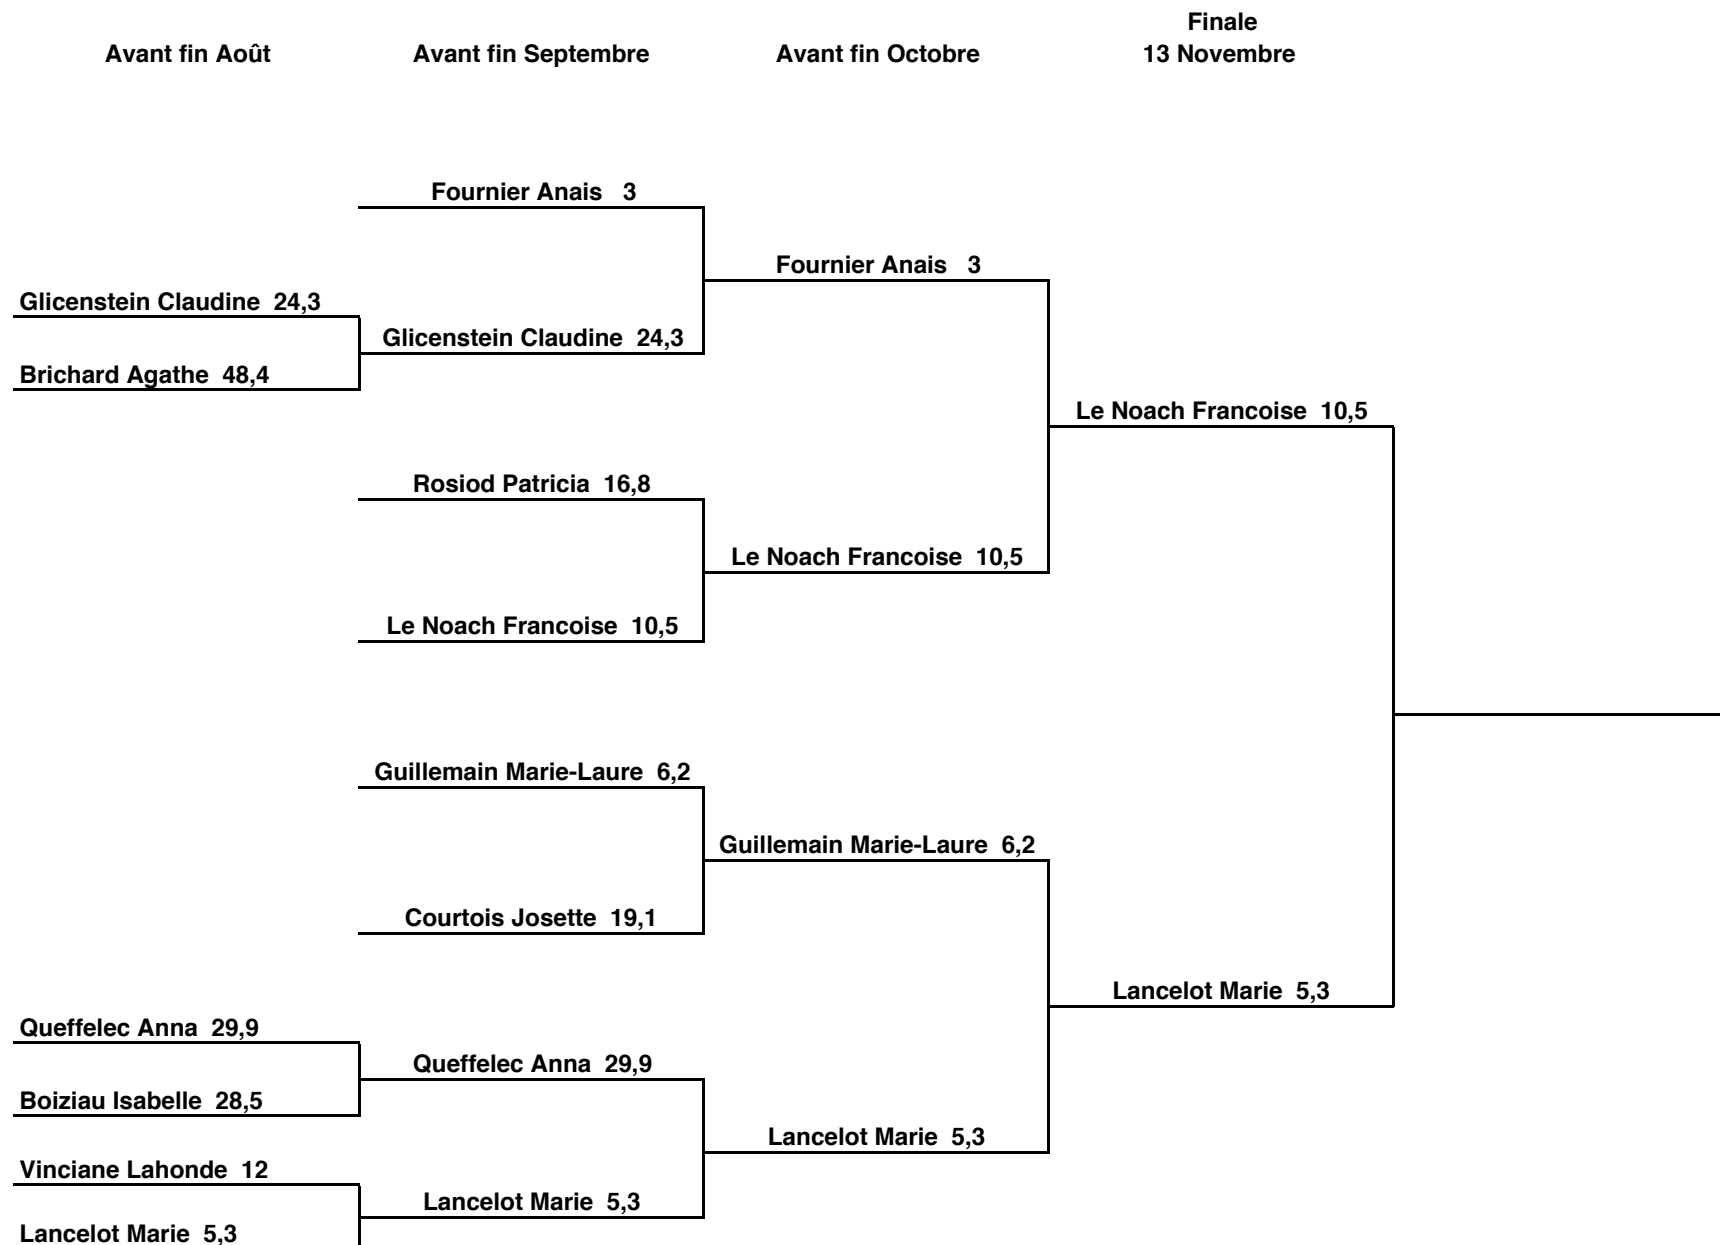 Finale
Avant fin Août Avant fin Septembre Avant fin Octobre 13 Novembre
Fournier Anais 3
Fournier Anais 3
Glicenstein Claudine 24,3
Glicenstein Claudine 24,3
Brichard Agathe 48,4
Le Noach Francoise 10,5
Rosiod Patricia 16,8
Le Noach Francoise 10,5
Le Noach Francoise 10,5
Guillemain Marie-Laure 6,2
Guillemain Marie-Laure 6,2
Courtois Josette 19,1
Lancelot Marie 5,3
Queffelec Anna 29,9
Queffelec Anna 29,9
Boiziau Isabelle 28,5
Lancelot Marie 5,3
Vinciane Lahonde 12
Lancelot Marie 5,3
Lancelot Marie 5,3